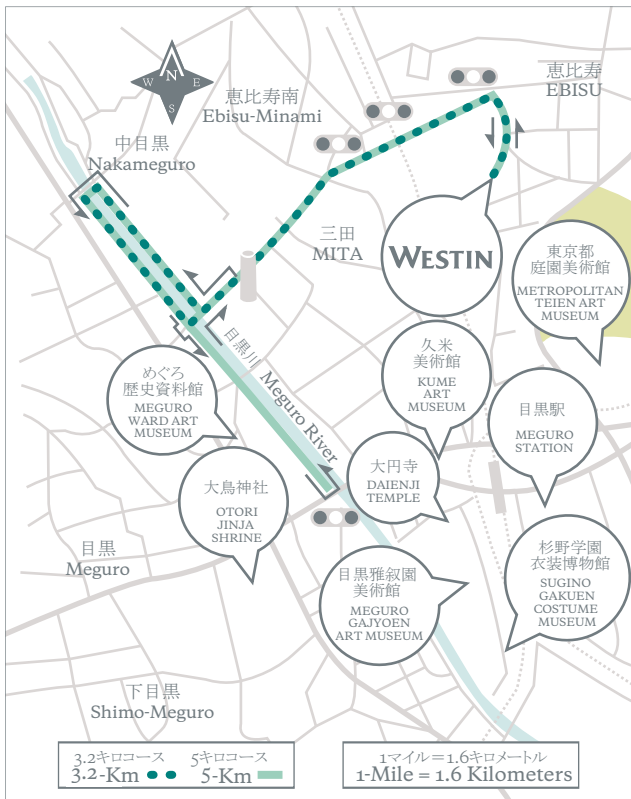 N
W
E
S
恵比寿南
Ebisu-Minami
恵比寿
EBISU
中目黒
Nakameguro
三田
MITA
WESTIN
東京都
庭園美術館
METROPOLITAN
TEIEN ART
MUSEUM
目黒川 Meguro River
久米
美術館
KUME
ART
MUSEUM
めぐろ
歴史資料館
MEGURO
WARD ART
MUSEUM
目黒駅
MEGURO
STATION
大円寺
DAIENJI
TEMPLE
大鳥神社
OTORI
JINJA
SHRINE
目黒
Meguro
杉野学園
衣装博物館
SUGINO
GAKUEN
COSTUME
MUSEUM
目黒雅叙園
美術館
MEGURO
GAJYOEN
ART MUSEUM
下目黒
Shimo-Meguro
3.2キロコース
3.2-Km
5キロコース
5-Km
1マイル=1.6キロメートル
1-Mile = 1.6 Kilometers